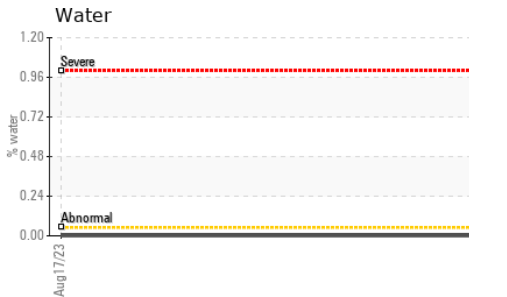 Water
1.20
Severe
0.96
0.72
% water
0.48
0.24
Abnormal
0.00
Aug17/23